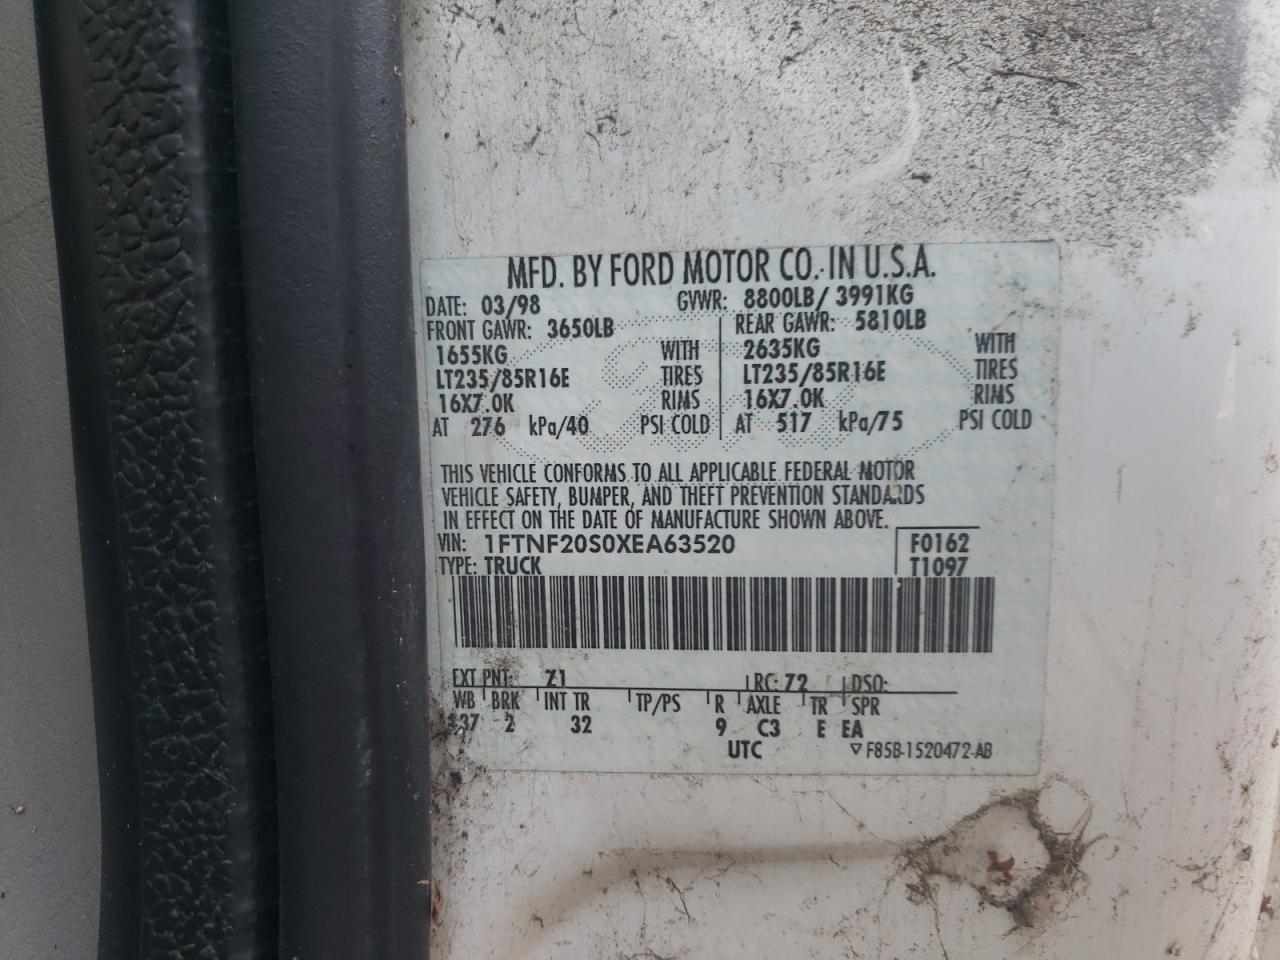 MFD. BY FORD MOTOR CO. IN U.S.A.
DATE: 03/98 GVWR: 8800LB/ 3991KG
FRONT GAWR: 3650LB REAR GAWR: 5810LB
1655KG WITH 2635KG WITH
LT235/85R16E TIRES LT235/85R16E TIRES
16X7.0K RIMS 16X7.0K RIMS
AT 276 kPa/40 PSI COLD AT 517 kPa/75 PSI COLD
THIS VEHICLE CONFORMS TO ALL APPLICABLE FEDERAL MOTOR
VEHICLE SAFETY, BUMPER, AND THEFT PREVENTION STANDARDS
IN EFFECT ON THE DATE OF MANUFACTURE SHOWN ABOVE.
VIN: 1FTNF20S0XEA63520 F0162
TYPE: TRUCK T1097
EXT PNT: Z1 RC: 72 DSO:
WB BRK INT TR TP/PS R AXLE TR SPR
137 2 32 9 C3 E EA
UTC F85B-1520472-AB